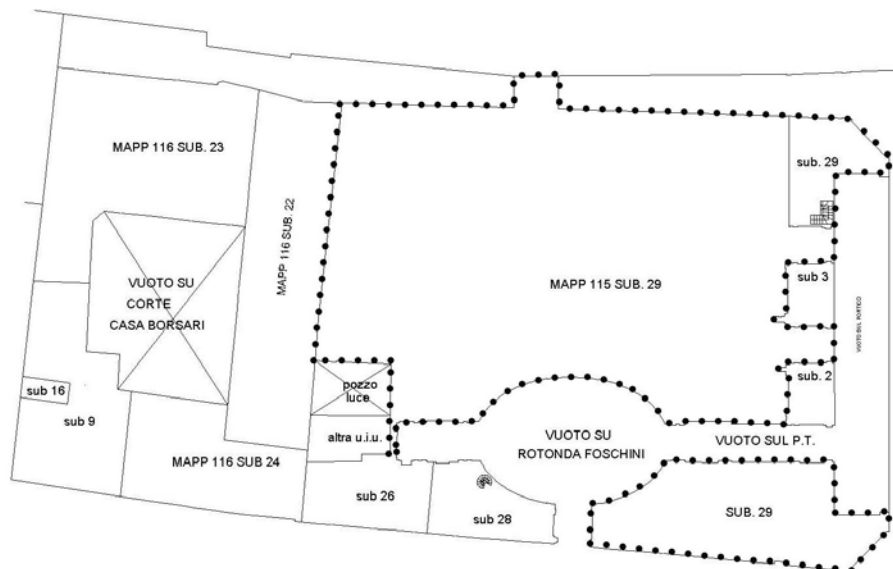 MAPP 116 SUB. 23
sub. 29
MAPP 116 SUB. 22
VUOTO SU
CORTE
CASA BORSARI
MAPP 115 SUB. 29
sub 3
VUOTO SUL PORTICO
sub. 2
pozzo
luce
sub 16
sub 9
altra u.i.u.
VUOTO SU
ROTONDA FOSCHINI
VUOTO SUL P.T.
MAPP 116 SUB 24
sub 26
sub 28
SUB. 29